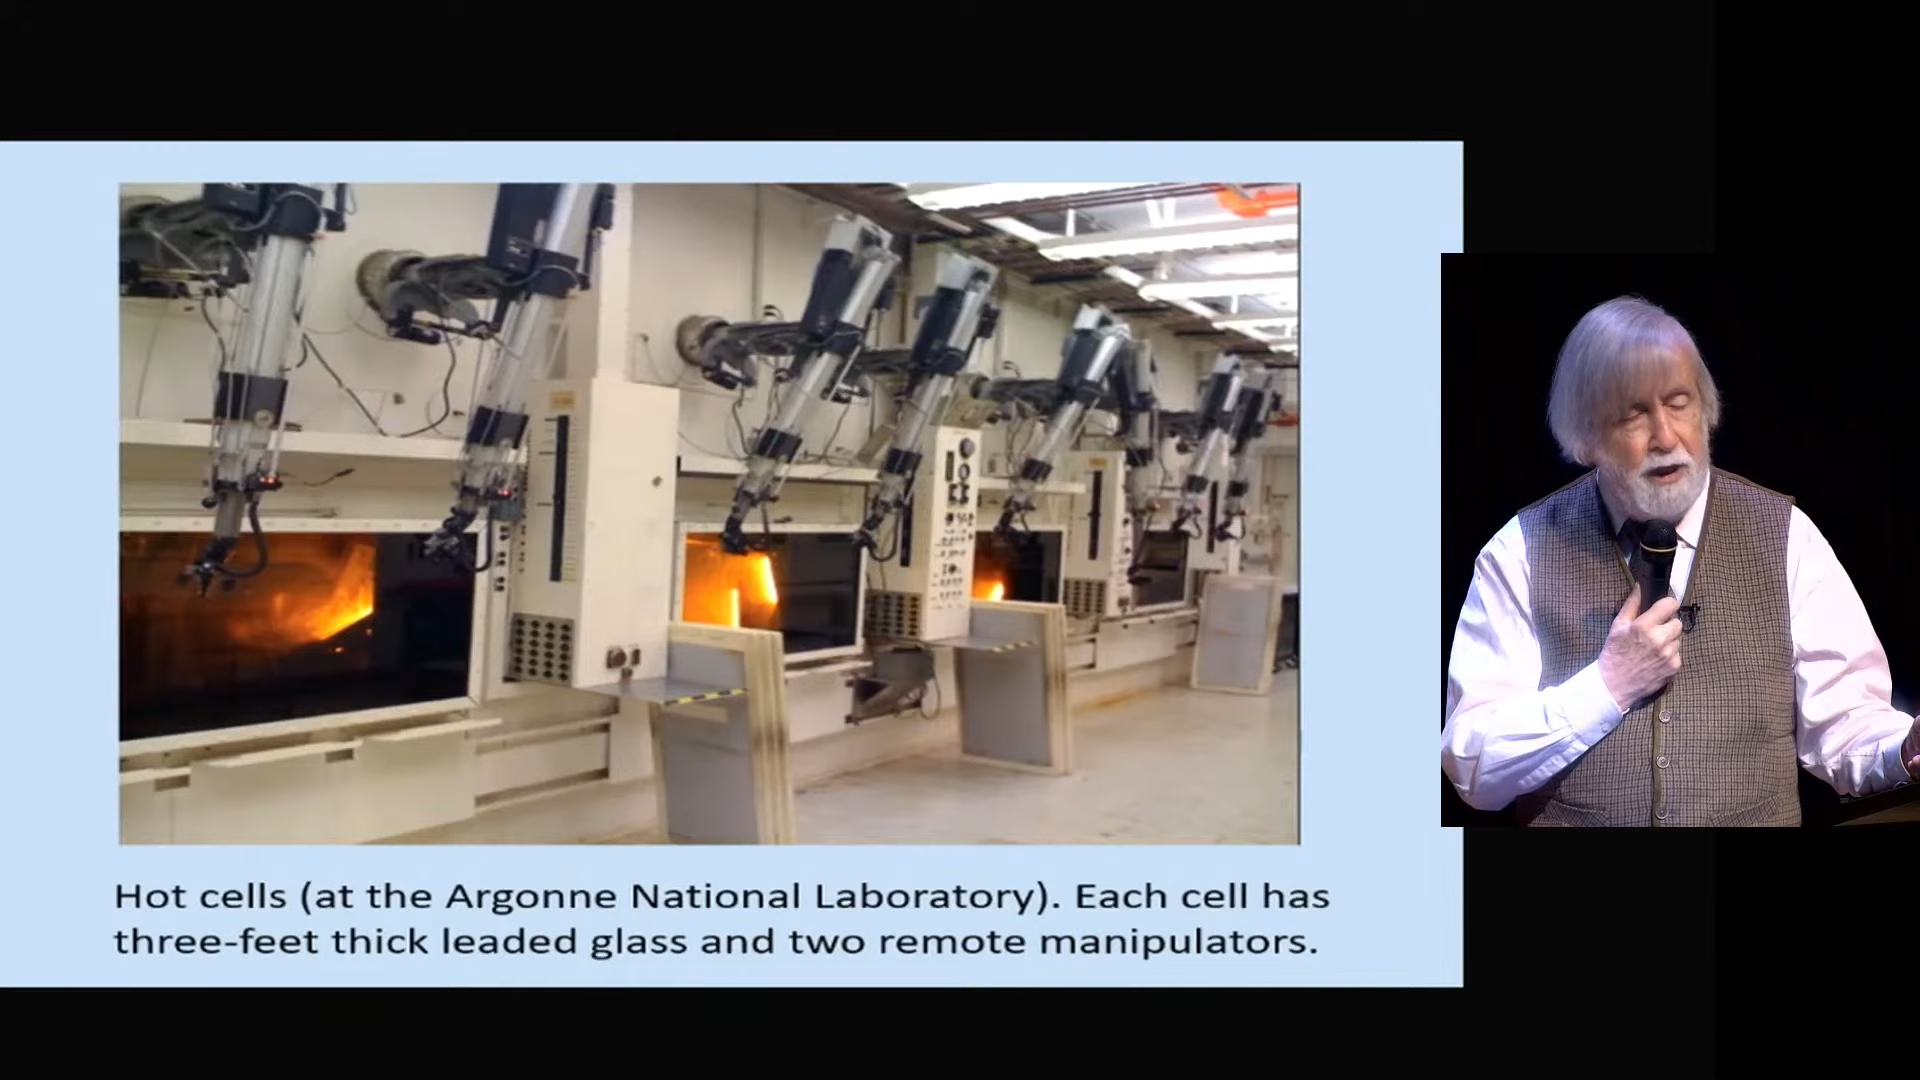 Hot cells (at the Argonne National Laboratory). Each cell has
three-feet thick leaded glass and two remote manipulators.